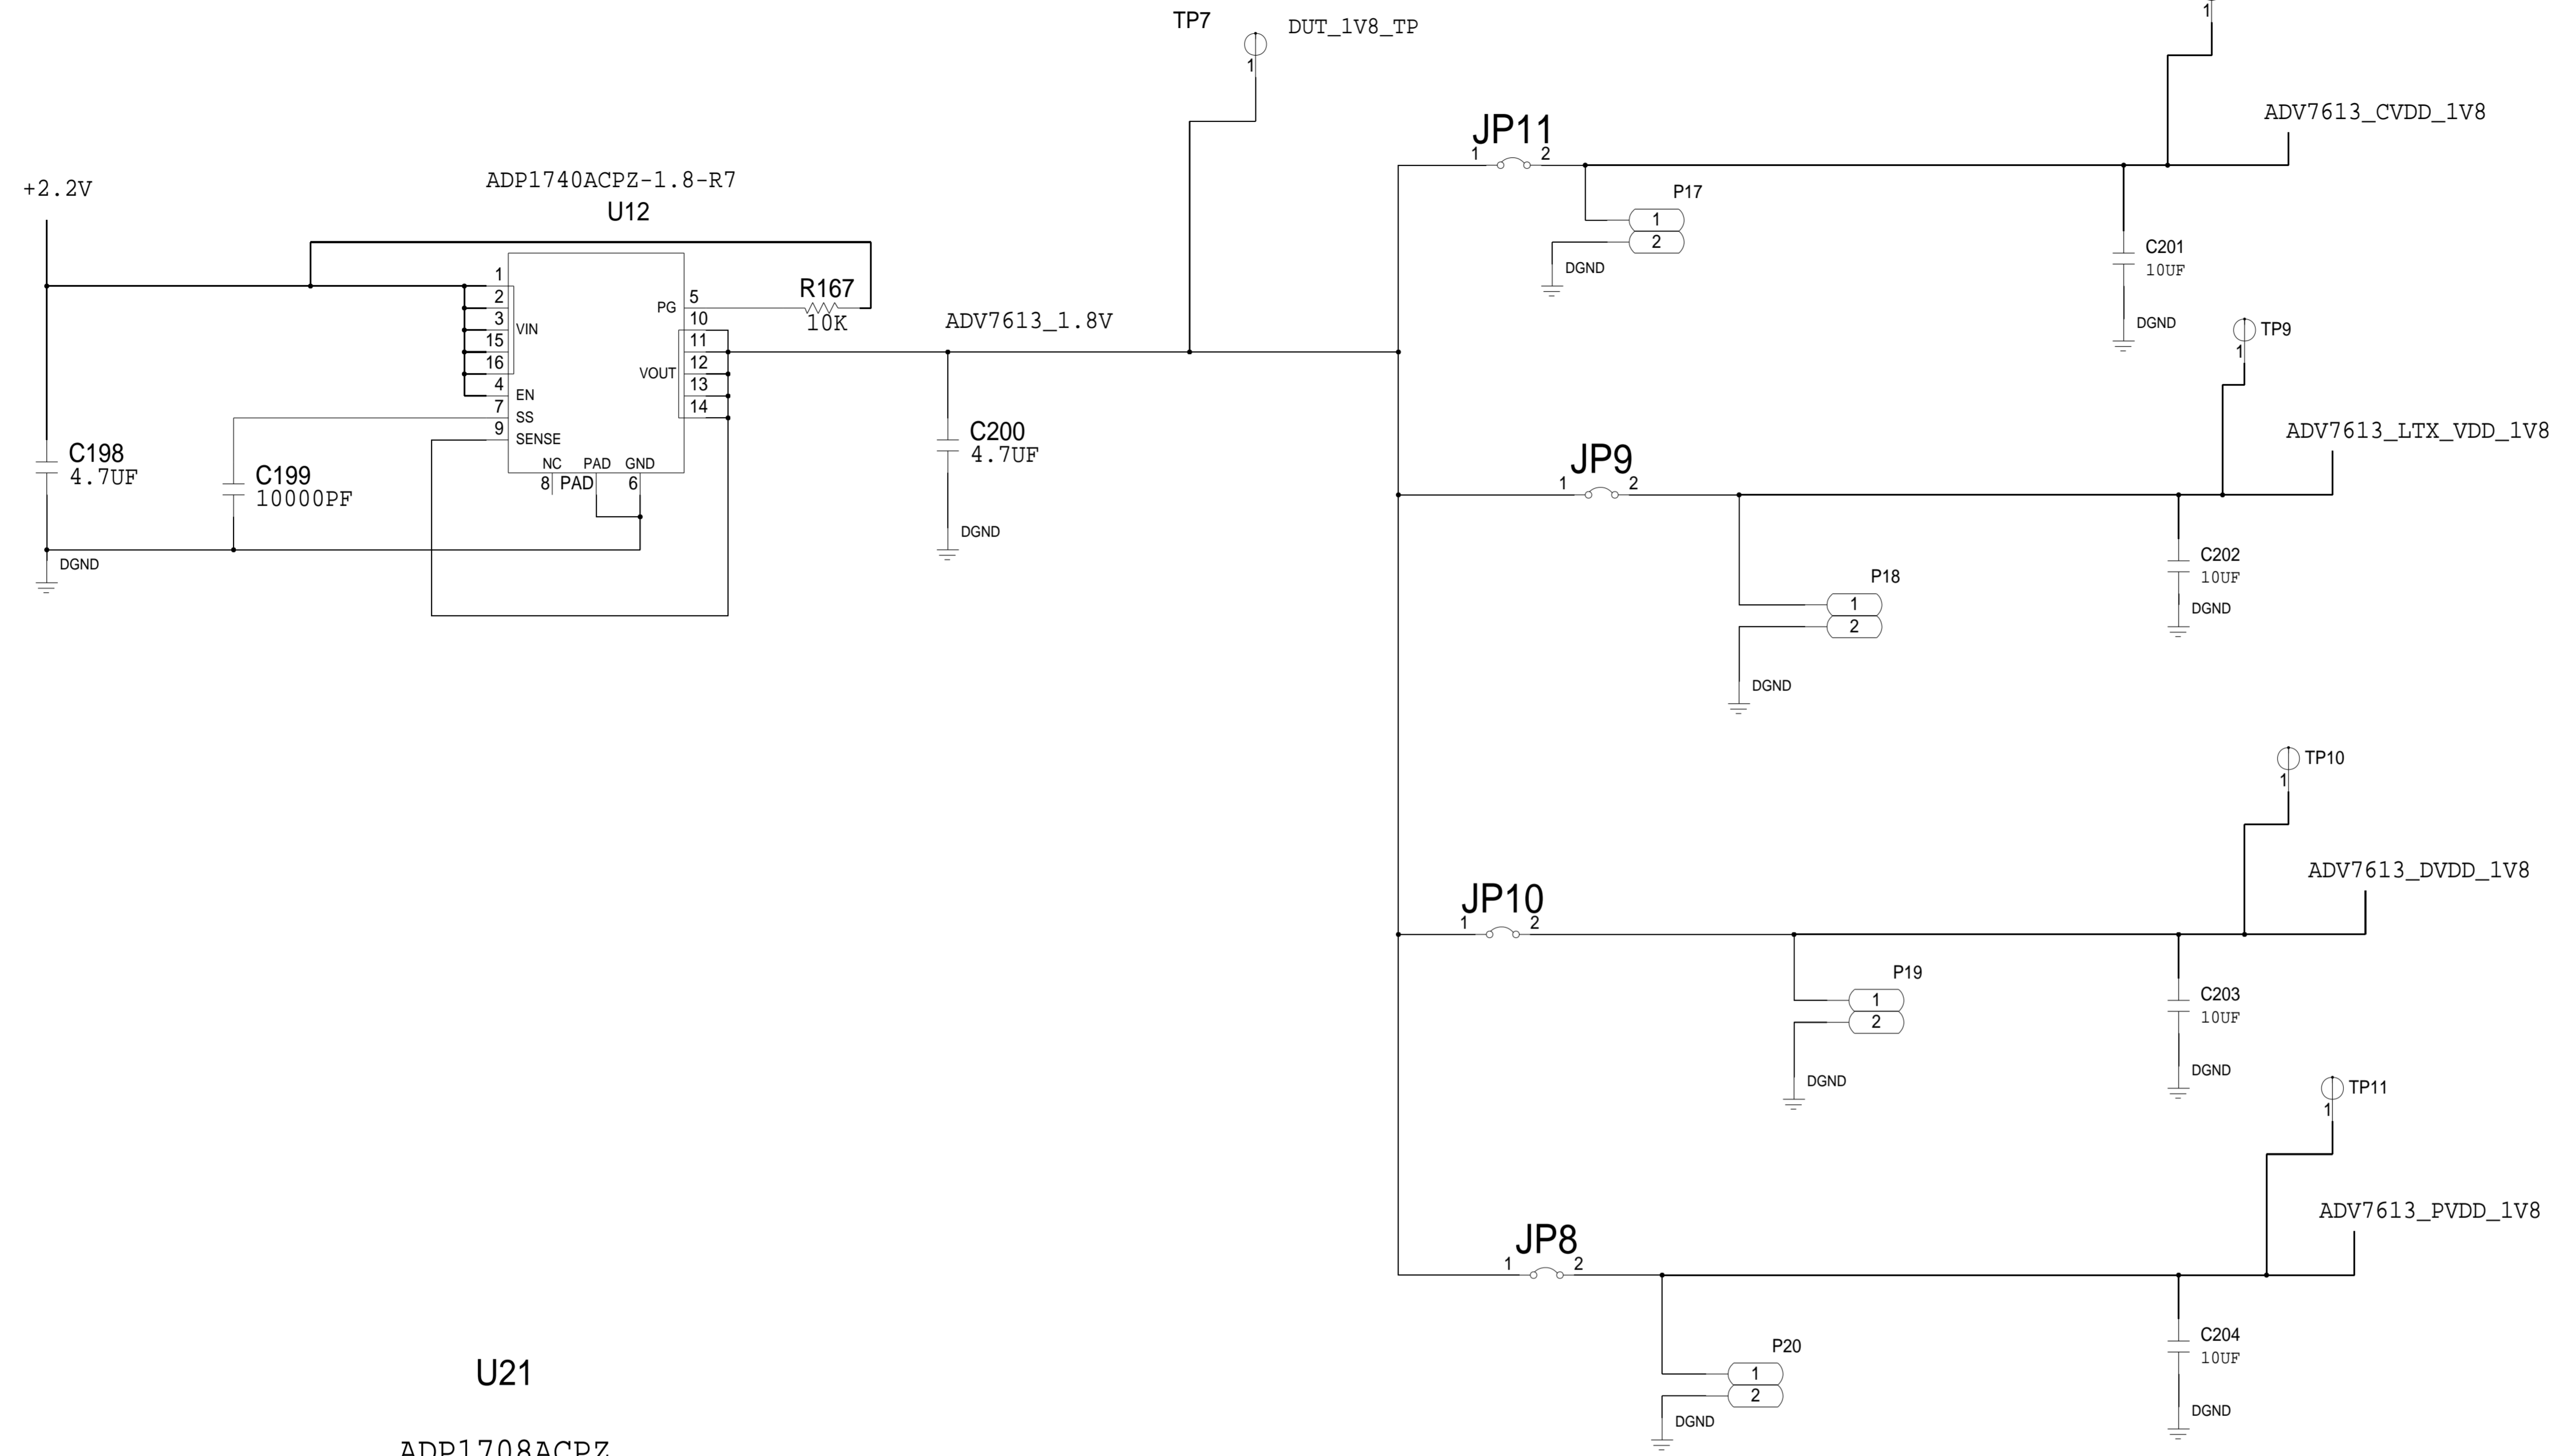 1
TP7
DUT_1V8_TP
1
ADV7613_CVDD_1V8
JP11
1
2
P17
1
2
DGND
C201
10UF
DGND
+2.2V
ADP1740ACPZ-1.8-R7
U12
1
2
3
15
16
4
7
9
VIN
EN
SS
SENSE
PG
VOUT
5
10
11
12
13
14
NC
PAD
GND
8
PAD
6
R167
10K
ADV7613_1.8V
C198
4.7UF
C199
10000PF
DGND
C200
4.7UF
DGND
TP9
1
ADV7613_LTX_VDD_1V8
JP9
1
2
P18
1
2
DGND
C202
10UF
DGND
TP10
1
ADV7613_DVDD_1V8
JP10
1
2
P19
1
2
DGND
C203
10UF
DGND
TP11
1
ADV7613_PVDD_1V8
JP8
1
2
P20
1
2
DGND
C204
10UF
DGND
U21
ADP1708ACPZ